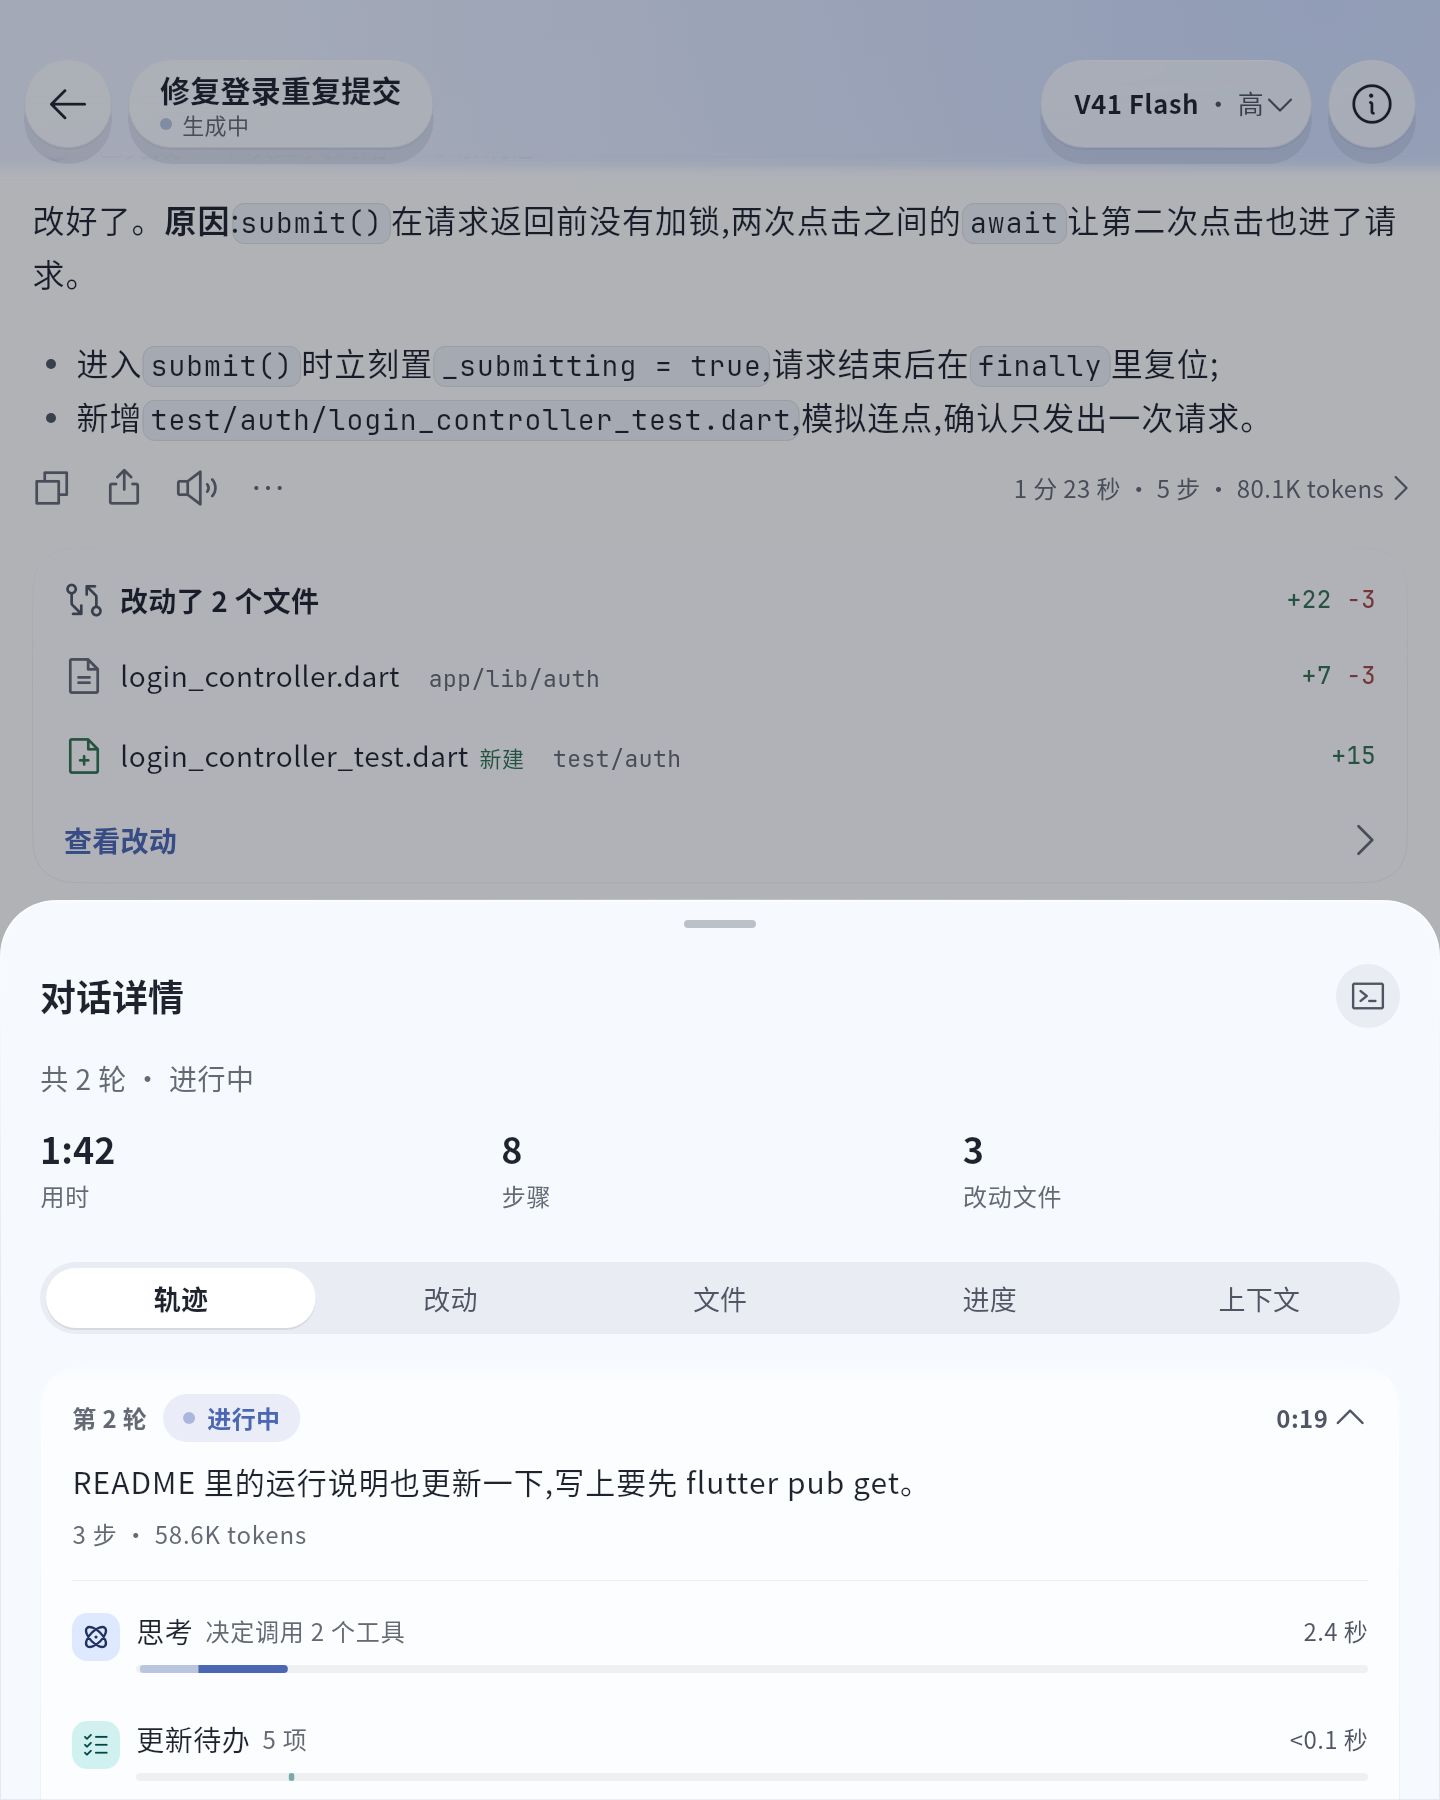 修复登录重复提交
生成中
V41 Flash · 高
改好了。原因:submit()在请求返回前没有加锁,两次点击之间的await让第二次点击也进了请
求。
• 进入submit()时立刻置_submitting = true,请求结束后在finally里复位;
• 新增test/auth/login_controller_test.dart,模拟连点,确认只发出一次请求。
1 分 23 秒 · 5 步 · 80.1K tokens
改动了 2 个文件 +22 -3
login_controller.dart app/lib/auth +7 -3
login_controller_test.dart 新建 test/auth +15
查看改动
对话详情
共 2 轮 · 进行中
1:42 8 3
用时 步骤 改动文件
轨迹 改动 文件 进度 上下文
第 2 轮 进行中 0:19
README 里的运行说明也更新一下,写上要先 flutter pub get。
3 步 · 58.6K tokens
思考 决定调用 2 个工具 2.4 秒
更新待办 5 项 <0.1 秒